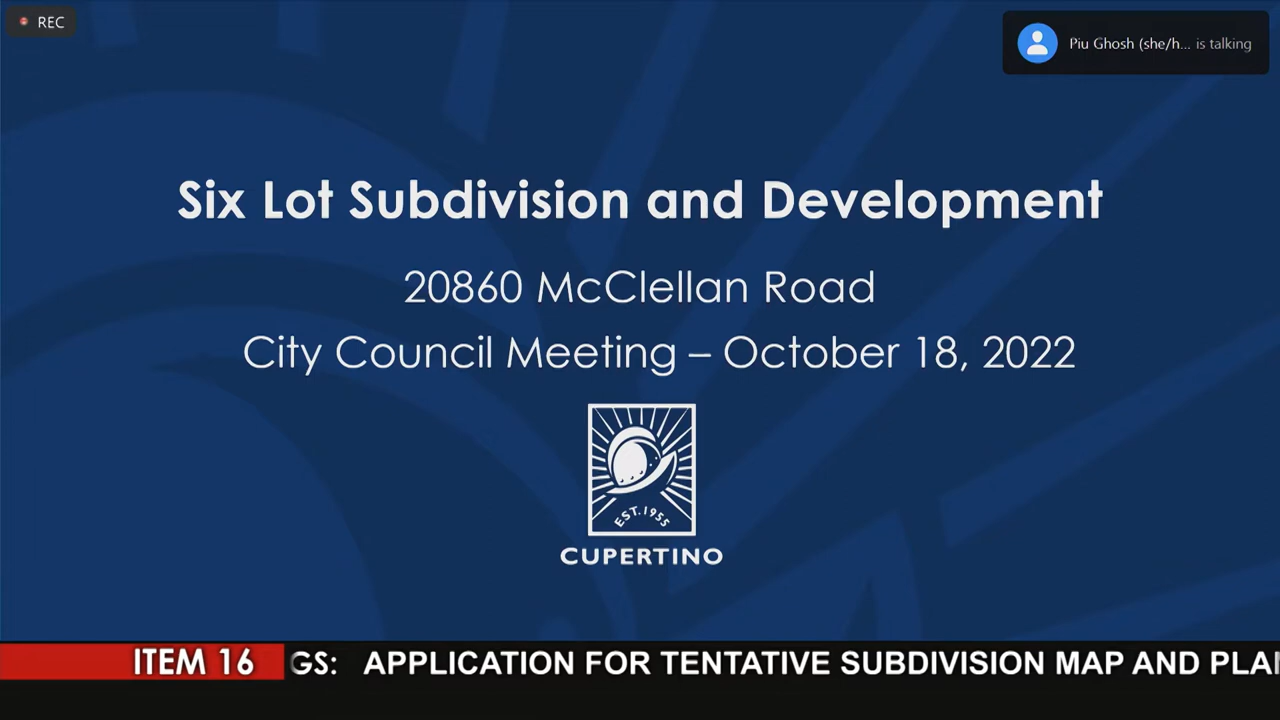 REC
Piu Ghosh (she/h... is talking
Six Lot Subdivision and Development
20860 McClellan Road
City Council Meeting – October 18, 2022
EST. 1955
CUPERTINO
ITEM 16 GS: APPLICATION FOR TENTATIVE SUBDIVISION MAP AND PLAN